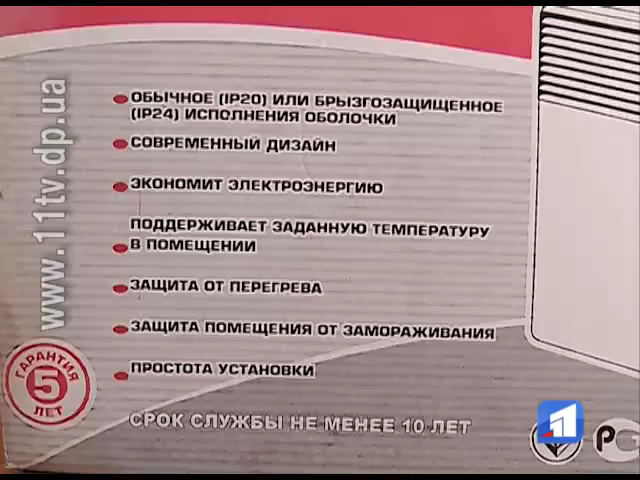 www.11tv.dp.ua
ОБЫЧНОЕ (IP20) ИЛИ БРЫЗГОЗАЩИЩЕННОЕ
(IP24) ИСПОЛНЕНИЯ ОБОЛОЧКИ
СОВРЕМЕННЫЙ ДИЗАЙН
ЭКОНОМИТ ЭЛЕКТРОЭНЕРГИЮ
ПОДДЕРЖИВАЕТ ЗАДАННУЮ ТЕМПЕРАТУРУ
В ПОМЕЩЕНИИ
ЗАЩИТА ОТ ПЕРЕГРЕВА
ЗАЩИТА ПОМЕЩЕНИЯ ОТ ЗАМОРАЖИВАНИЯ
ПРОСТОТА УСТАНОВКИ
ГАРАНТИЯ
5
ЛЕТ
СРОК СЛУЖБЫ НЕ МЕНЕЕ 10 ЛЕТ
11